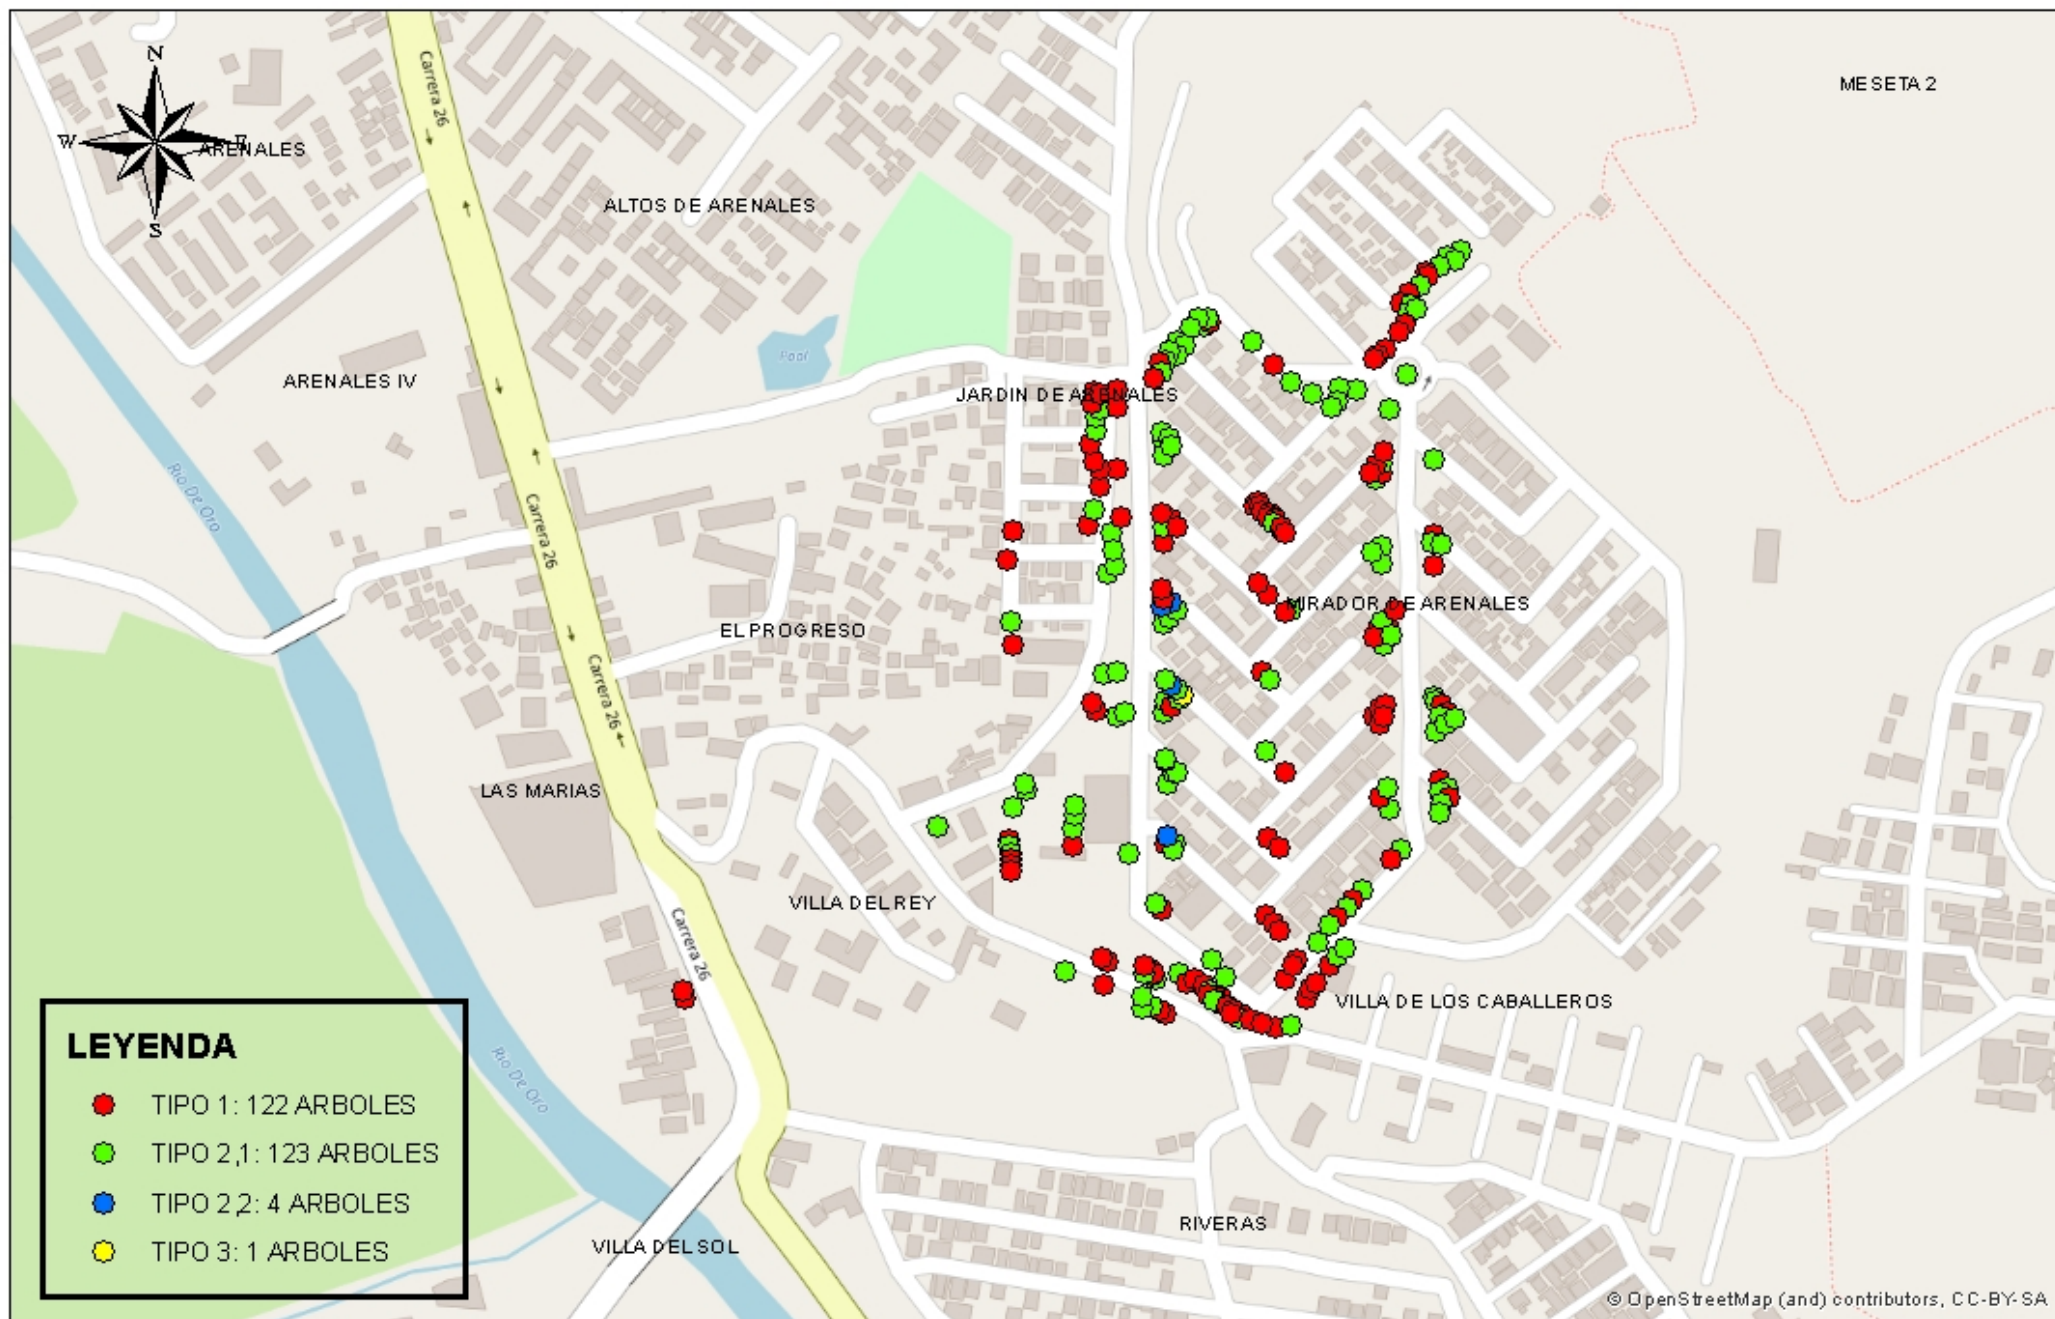 N
W
E
S
ARENALES
Carrera 26
MESETA 2
ALTOS DE ARENALES
Pool
ARENALES IV
JARDIN DE ARENALES
Río De Oro
Carrera 26
MIRADOR DE ARENALES
EL PROGRESO
Carrera 26
LAS MARIAS
VILLA DEL REY
Carrera 26
VILLA DE LOS CABALLEROS
LEYENDA
TIPO 1: 122 ARBOLES
TIPO 2,1: 123 ARBOLES
TIPO 2,2: 4 ARBOLES
TIPO 3: 1 ARBOLES
Río De Oro
RIVERAS
VILLA DEL SOL
© OpenStreetMap (and) contributors, CC-BY-SA